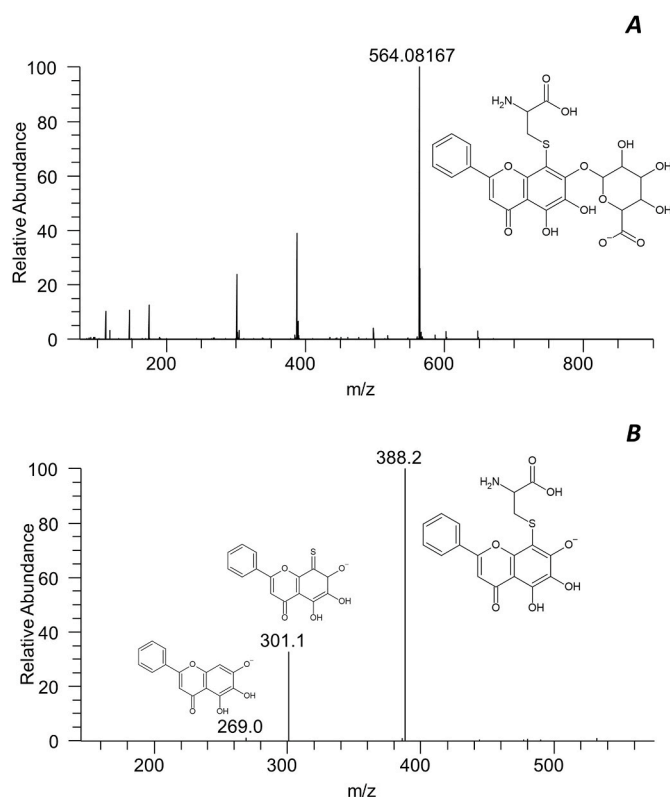 A
564.08167
100
80
60
40
20
0
Relative Abundance
200
400
600
800
m/z
O
H₂N
OH
S
O
O
OH
OH
O
OH
OH
O
OH
O⁻
O
B
388.2
100
80
60
40
20
0
Relative Abundance
O
H₂N
OH
S
O
O⁻
OH
O
OH
S
O
O⁻
OH
O
OH
301.1
O
O⁻
OH
O
OH
269.0
200
300
400
500
m/z